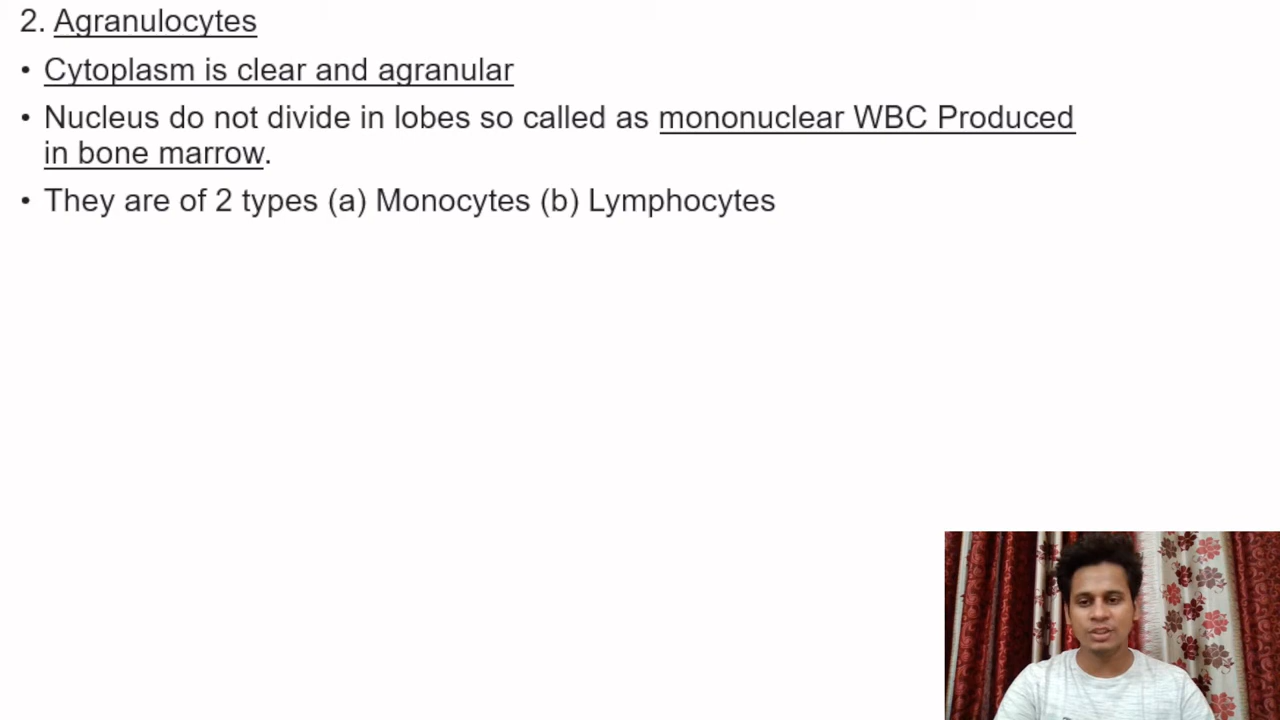 2. Agranulocytes
• Cytoplasm is clear and agranular
• Nucleus do not divide in lobes so called as mononuclear WBC Produced
in bone marrow.
• They are of 2 types (a) Monocytes (b) Lymphocytes